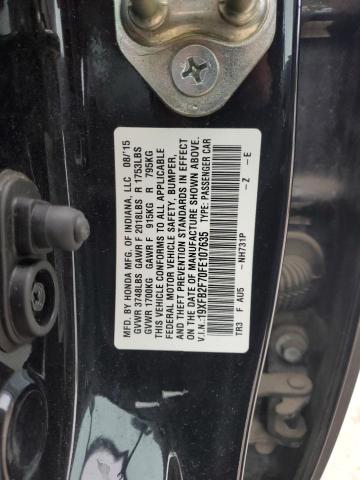 MFD. BY HONDA MFG. OF INDIANA, LLC 08/'15
GVWR 3748LBS GAWR F 2018LBS R 1753LBS
GVWR 1700KG GAWR F 915KG R 795KG
THIS VEHICLE CONFORMS TO ALL APPLICABLE
FEDERAL MOTOR VEHICLE SAFETY, BUMPER,
AND THEFT PREVENTION STANDARDS IN EFFECT
ON THE DATE OF MANUFACTURE SHOWN ABOVE.
V.I.N.:19XFB2F70FE107635 TYPE: PASSENGER CAR
TR3 F AU5 -NH731P -Z -E